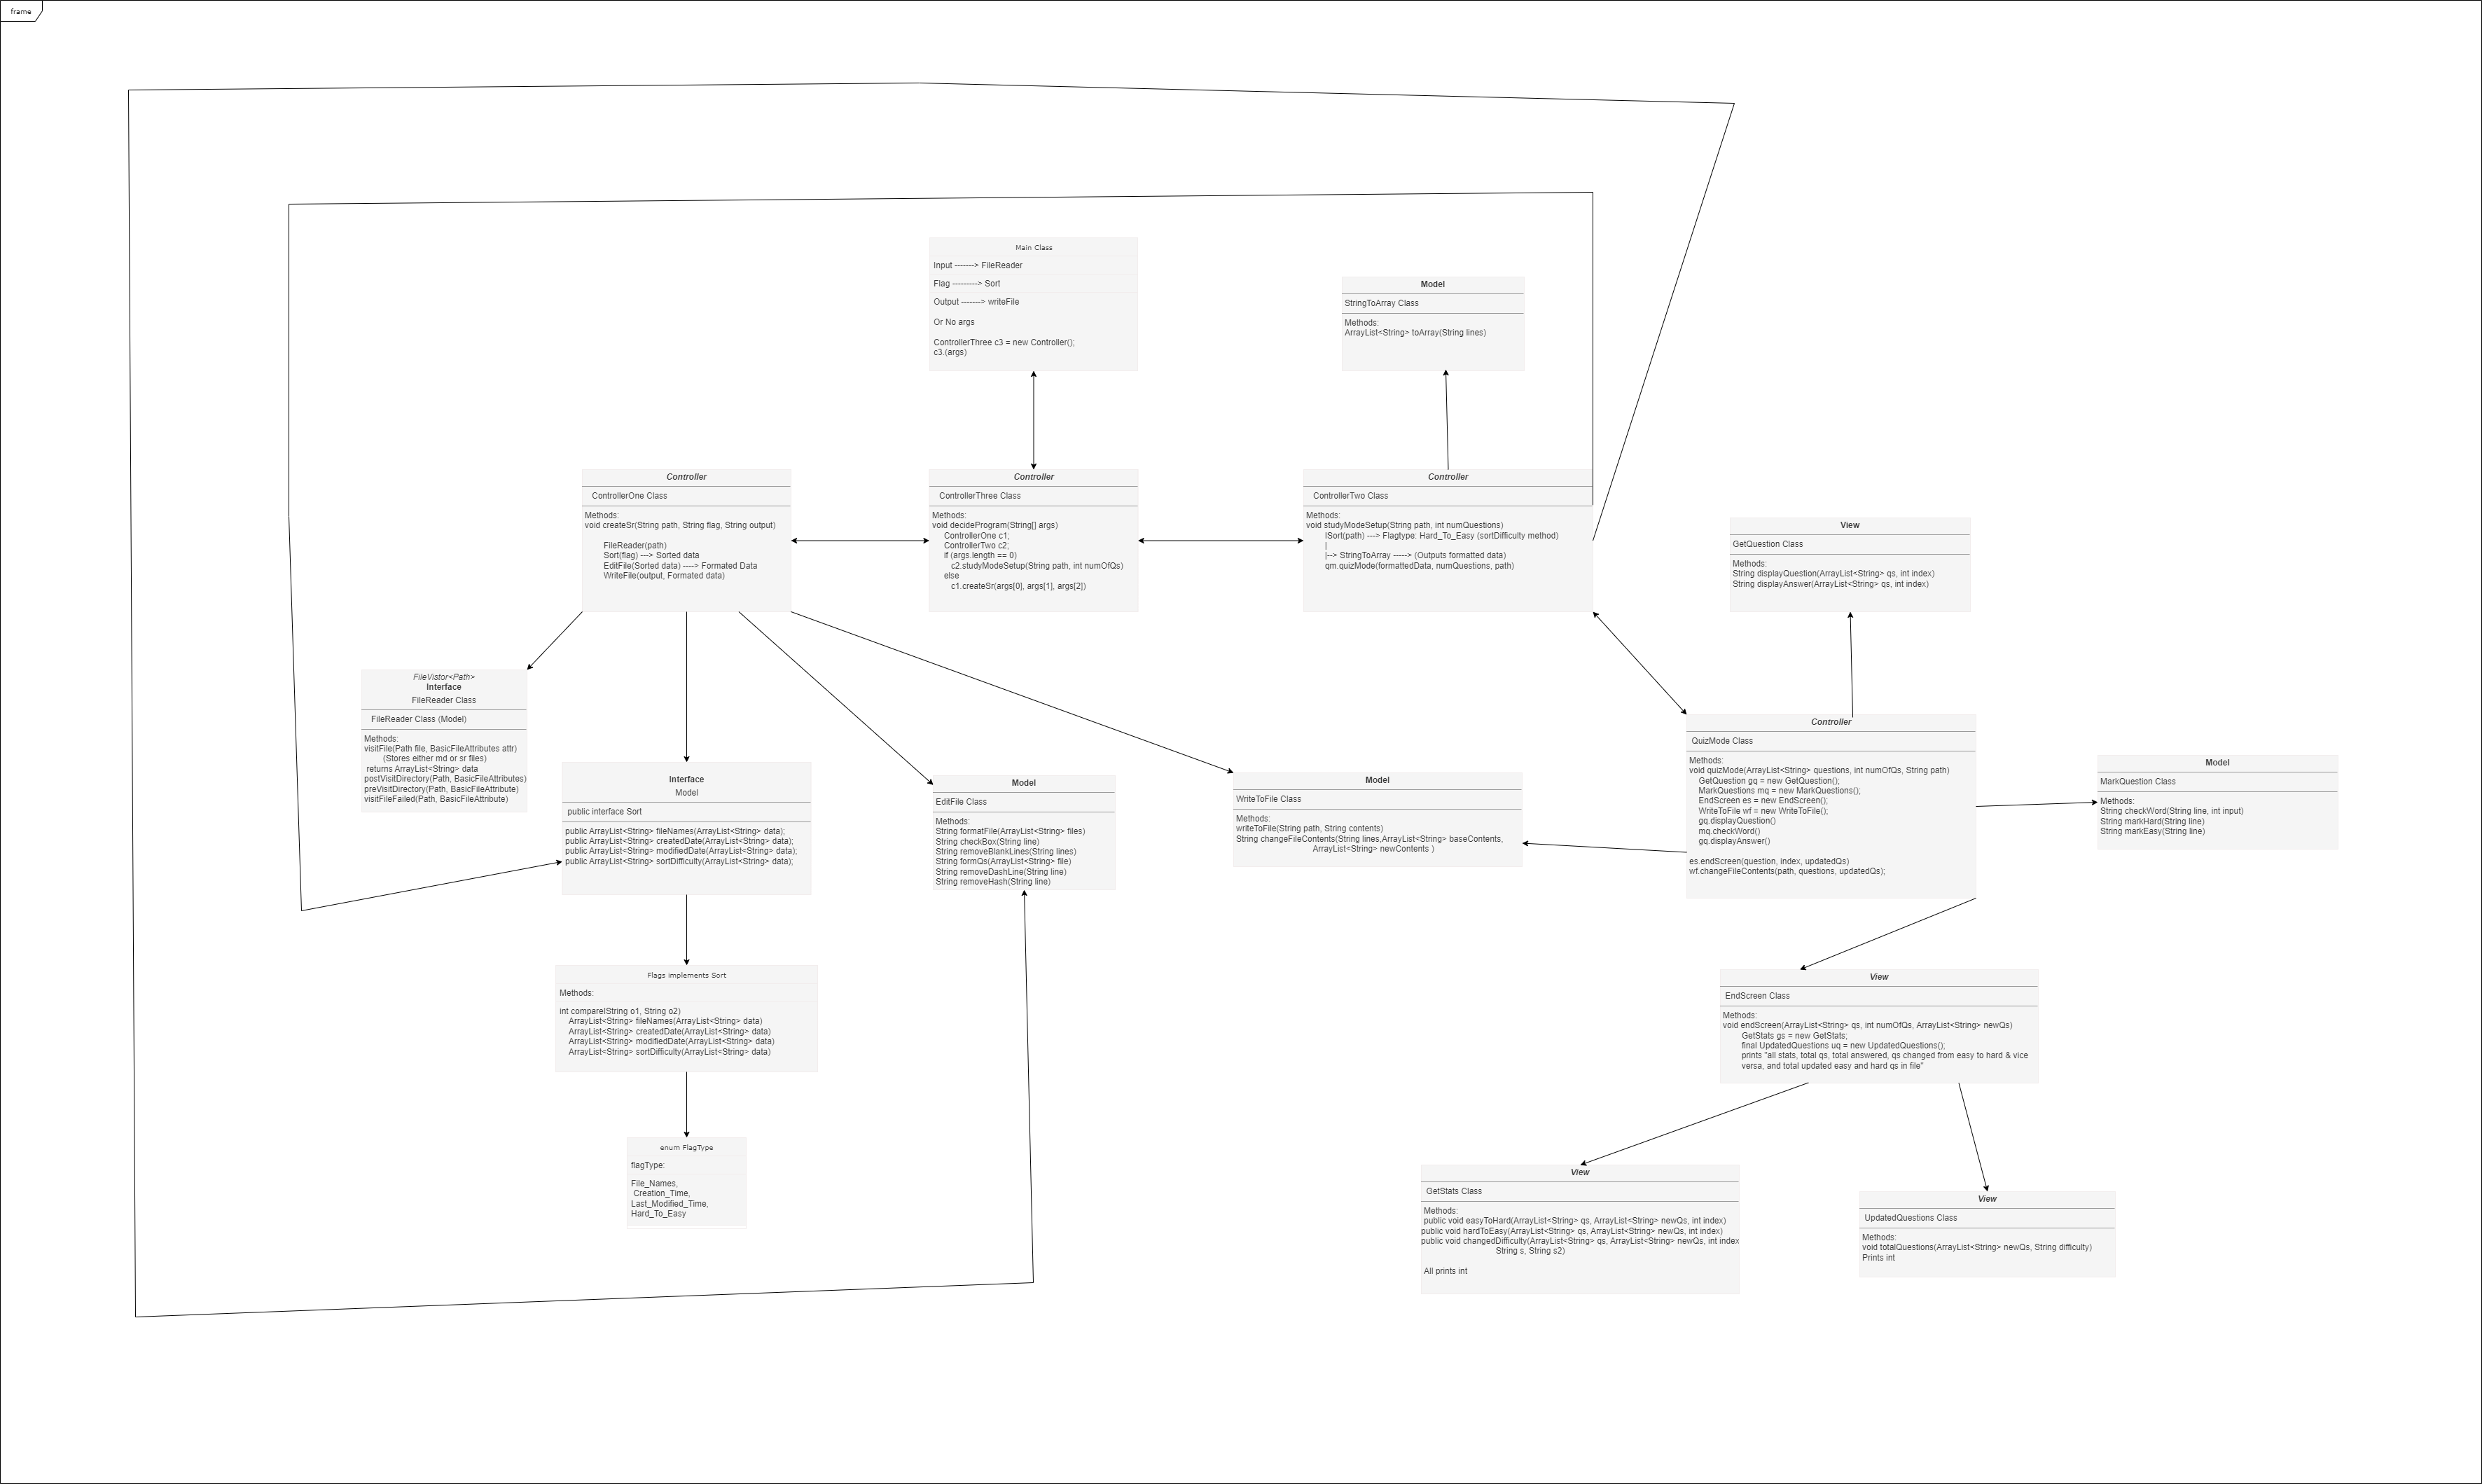 frame
Main Class
Input -------> FileReader
Flag ---------> Sort
Output -------> writeFile
Or No args
ControllerThree c3 = new Controller();
c3.(args)
Model
StringToArray Class
Methods:
ArrayList<String> toArray(String lines)
Controller
ControllerOne Class
Methods:
void createSr(String path, String flag, String output)
FileReader(path)
Sort(flag) ---> Sorted data
EditFile(Sorted data) ----> Formated Data
WriteFile(output, Formated data)
Controller
ControllerThree Class
Methods:
void decideProgram(String[] args)
ControllerOne c1;
ControllerTwo c2;
if (args.length == 0)
c2.studyModeSetup(String path, int numOfQs)
else
c1.createSr(args[0], args[1], args[2])
Controller
ControllerTwo Class
Methods:
void studyModeSetup(String path, int numQuestions)
ISort(path) ---> Flagtype: Hard_To_Easy (sortDifficulty method)
|
|--> StringToArray -----> (Outputs formatted data)
qm.quizMode(formattedData, numQuestions, path)
View
GetQuestion Class
Methods:
String displayQuestion(ArrayList<String> qs, int index)
String displayAnswer(ArrayList<String> qs, int index)
FileVistor<Path>
Interface
FileReader Class
FileReader Class (Model)
Methods:
visitFile(Path file, BasicFileAttributes attr)
(Stores either md or sr files)
returns ArrayList<String> data
postVisitDirectory(Path, BasicFileAttributes)
preVisitDirectory(Path, BasicFileAttribute)
visitFileFailed(Path, BasicFileAttribute)
Interface
Model
public interface Sort
public ArrayList<String> fileNames(ArrayList<String> data);
public ArrayList<String> createdDate(ArrayList<String> data);
public ArrayList<String> modifiedDate(ArrayList<String> data);
public ArrayList<String> sortDifficulty(ArrayList<String> data);
Model
EditFile Class
Methods:
String formatFile(ArrayList<String> files)
String checkBox(String line)
String removeBlankLines(String lines)
String formQs(ArrayList<String> file)
String removeDashLine(String line)
String removeHash(String line)
Model
WriteToFile Class
Methods:
writeToFile(String path, String contents)
String changeFileContents(String lines,ArrayList<String> baseContents,
ArrayList<String> newContents )
Controller
QuizMode Class
Methods:
void quizMode(ArrayList<String> questions, int numOfQs, String path)
GetQuestion gq = new GetQuestion();
MarkQuestions mq = new MarkQuestions();
EndScreen es = new EndScreen();
WriteToFile wf = new WriteToFile();
gq.displayQuestion()
mq.checkWord()
gq.displayAnswer()
es.endScreen(question, index, updatedQs)
wf.changeFileContents(path, questions, updatedQs);
Model
MarkQuestion Class
Methods:
String checkWord(String line, int input)
String markHard(String line)
String markEasy(String line)
Flags implements Sort
Methods:
int comparelString o1, String o2)
ArrayList<String> fileNames(ArrayList<String> data)
ArrayList<String> createdDate(ArrayList<String> data)
ArrayList<String> modifiedDate(ArrayList<String> data)
ArrayList<String> sortDifficulty(ArrayList<String> data)
View
EndScreen Class
Methods:
void endScreen(ArrayList<String> qs, int numOfQs, ArrayList<String> newQs)
GetStats gs = new GetStats;
final UpdatedQuestions uq = new UpdatedQuestions();
prints "all stats, total qs, total answered, qs changed from easy to hard & vice
versa, and total updated easy and hard qs in file"
enum FlagType
flagType:
File_Names,
Creation_Time,
Last_Modified_Time,
Hard_To_Easy
View
GetStats Class
Methods:
public void easyToHard(ArrayList<String> qs, ArrayList<String> newQs, int index)
public void hardToEasy(ArrayList<String> qs, ArrayList<String> newQs, int index)
public void changedDifficulty(ArrayList<String> qs, ArrayList<String> newQs, int index
String s, String s2)
All prints int
View
UpdatedQuestions Class
Methods:
void totalQuestions(ArrayList<String> newQs, String difficulty)
Prints int